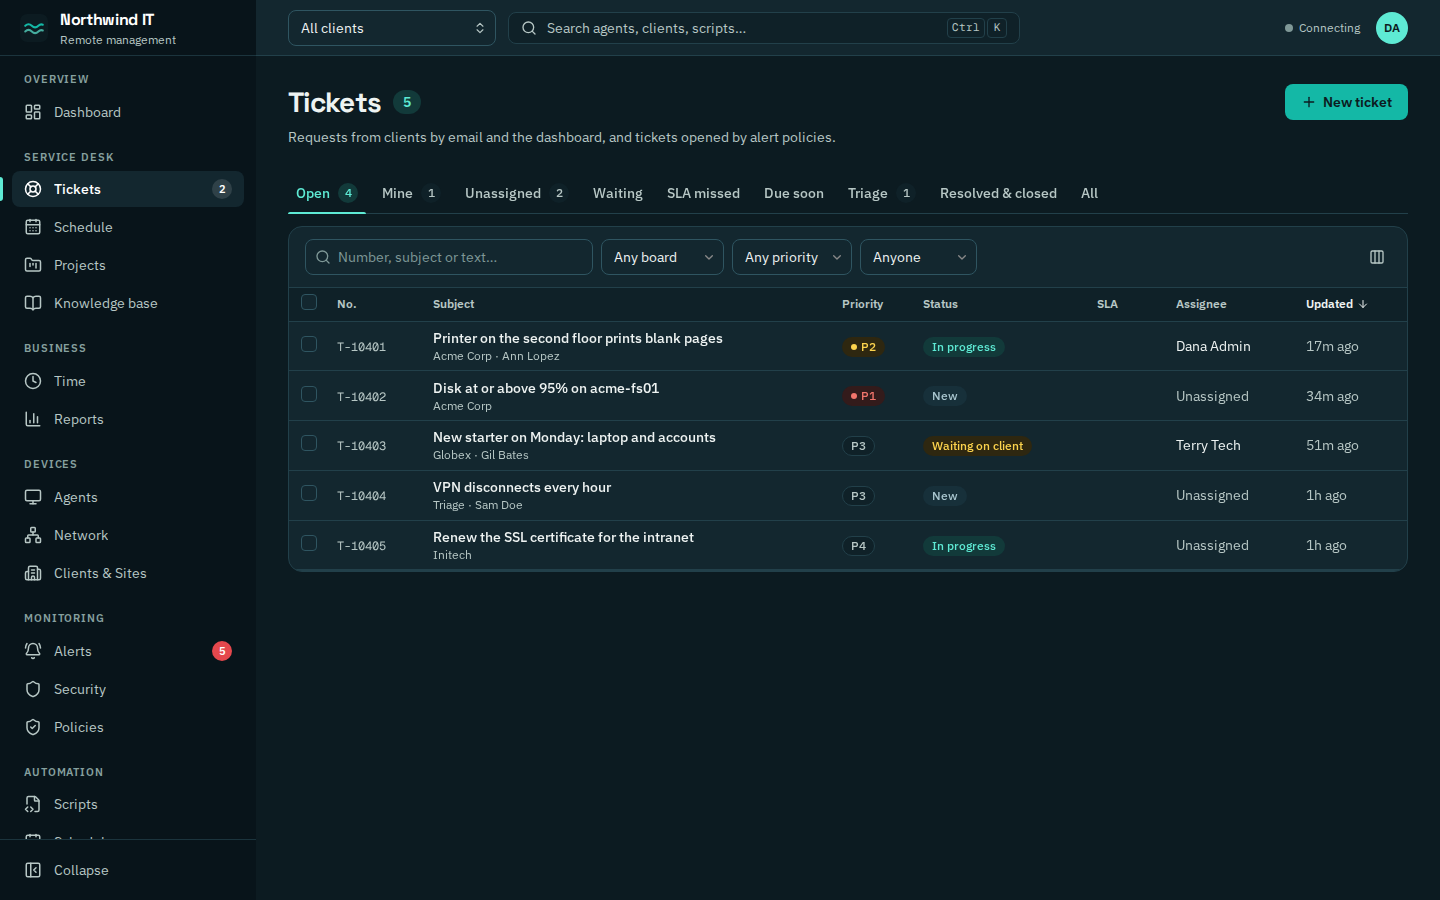 Northwind IT
Remote management
All clients
Search agents, clients, scripts...
Ctrl K
Connecting
DA
OVERVIEW
Dashboard
SERVICE DESK
Tickets 2
Schedule
Projects
Knowledge base
BUSINESS
Time
Reports
DEVICES
Agents
Network
Clients & Sites
MONITORING
Alerts 5
Security
Policies
AUTOMATION
Scripts
Collapse
Tickets 5
New ticket
Requests from clients by email and the dashboard, and tickets opened by alert policies.
Open 4 Mine 1 Unassigned 2 Waiting SLA missed Due soon Triage 1 Resolved & closed All
Number, subject or text... Any board Any priority Anyone
No. Subject Priority Status SLA Assignee Updated
T-10401 Printer on the second floor prints blank pages P2 In progress Dana Admin 17m ago
Acme Corp · Ann Lopez
T-10402 Disk at or above 95% on acme-fs01 P1 New Unassigned 34m ago
Acme Corp
T-10403 New starter on Monday: laptop and accounts P3 Waiting on client Terry Tech 51m ago
Globex · Gil Bates
T-10404 VPN disconnects every hour P3 New Unassigned 1h ago
Triage · Sam Doe
T-10405 Renew the SSL certificate for the intranet P4 In progress Unassigned 1h ago
Initech